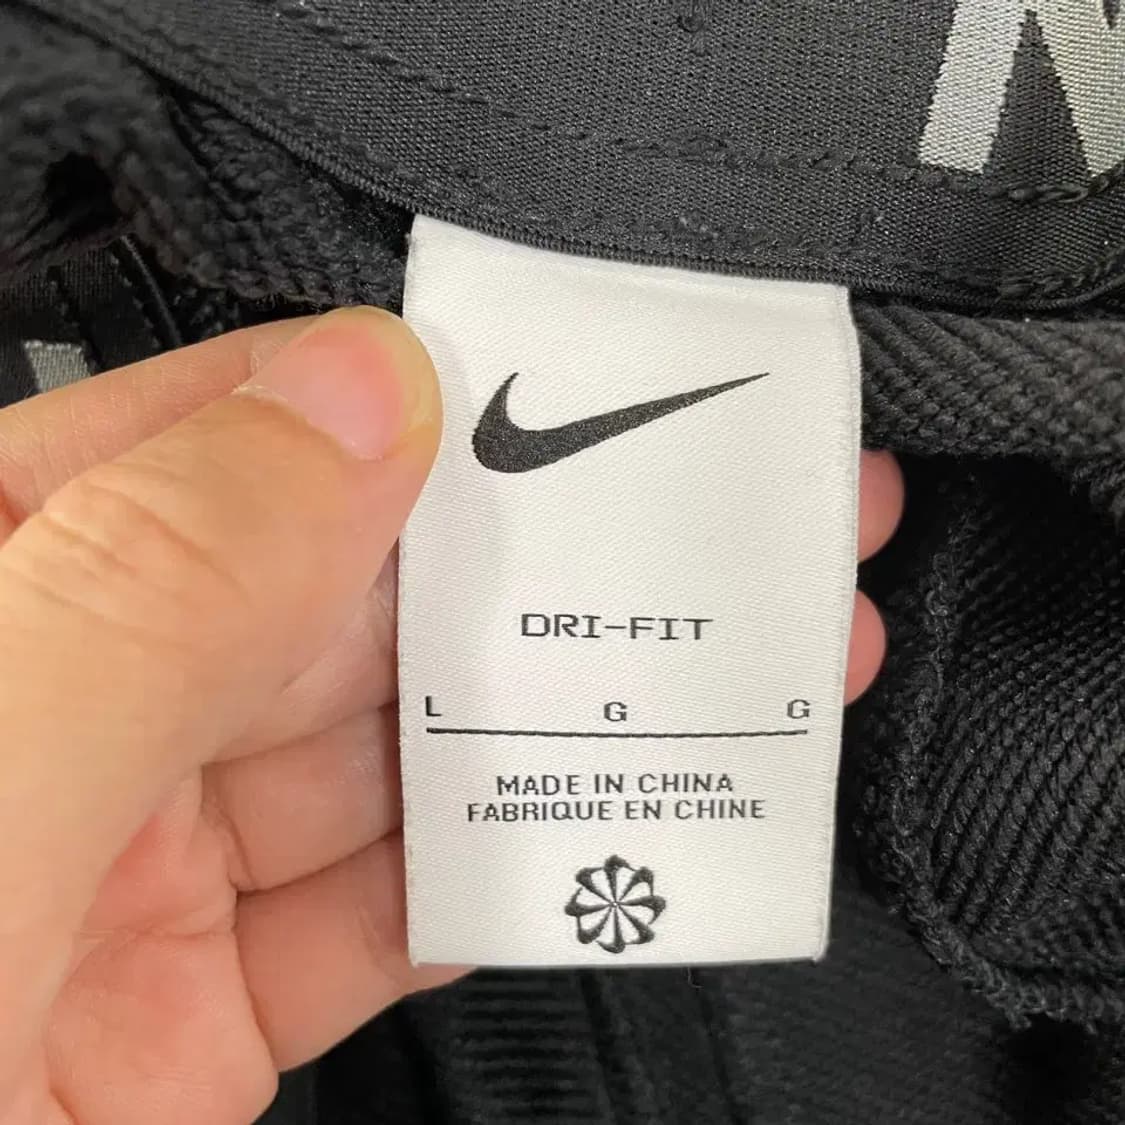 DRI-FIT
L G G
MADE IN CHINA
FABRIQUE EN CHINE